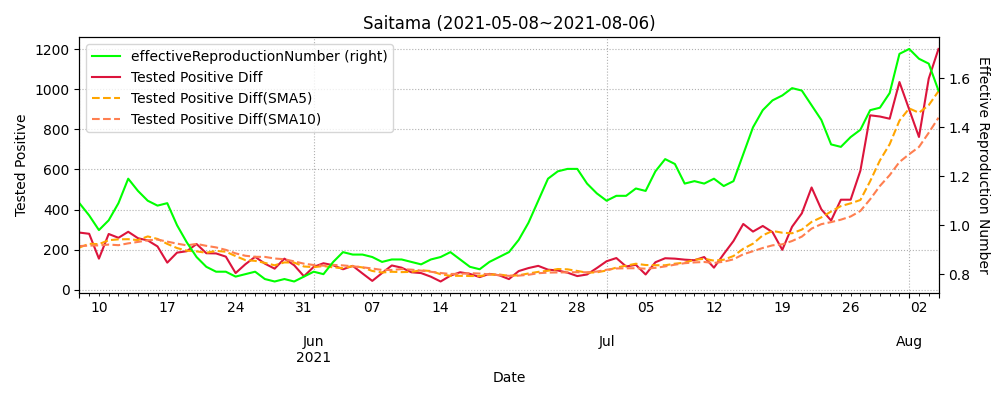 Saitama (2021-05-08~2021-08-06)
effectiveReproductionNumber (right)
Tested Positive Diff
Tested Positive Diff(SMA5)
Tested Positive Diff(SMA10)
Tested Positive
1200
1000
800
600
400
200
0
1.6
1.4
1.2
1.0
0.8
Effective Reproduction Number
10 17 24 31 07 14 21 28 05 12 19 26 02
Jun Jul Aug
2021
Date